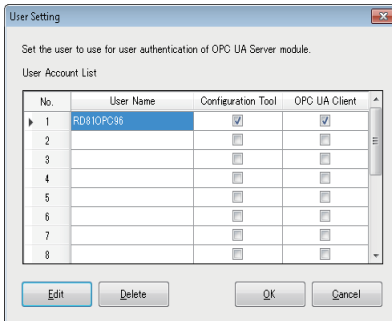 User Setting
Set the user to use for user authentication of OPC UA Server module.
User Account List
No. User Name Configuration Tool OPC UA Client
1 RD81OPC96
2
3
4
5
6
7
8
Edit Delete OK Cancel